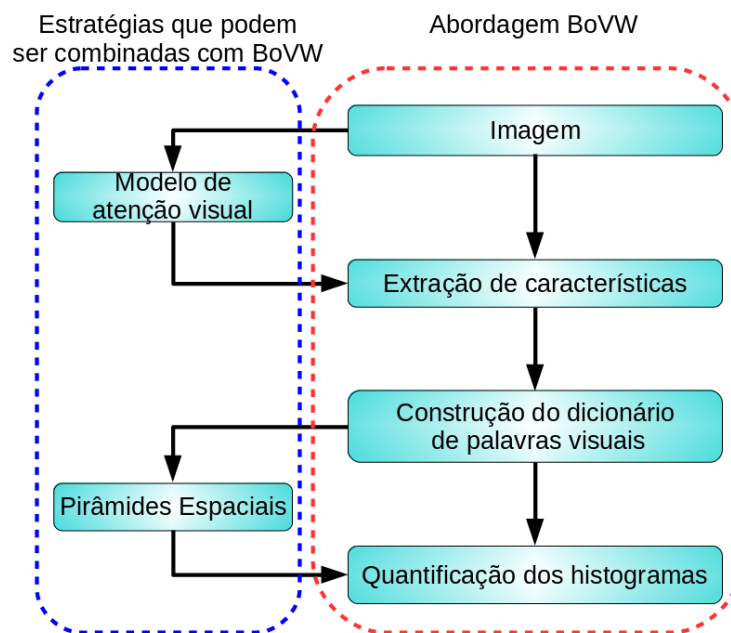 Estratégias que podem
ser combinadas com BoVW
Abordagem BoVW
Imagem
Modelo de
atenção visual
Extração de característícas
Construção do dicionário
de palavras visuais
Pirâmides Espaciais
Quantificação dos histogramas